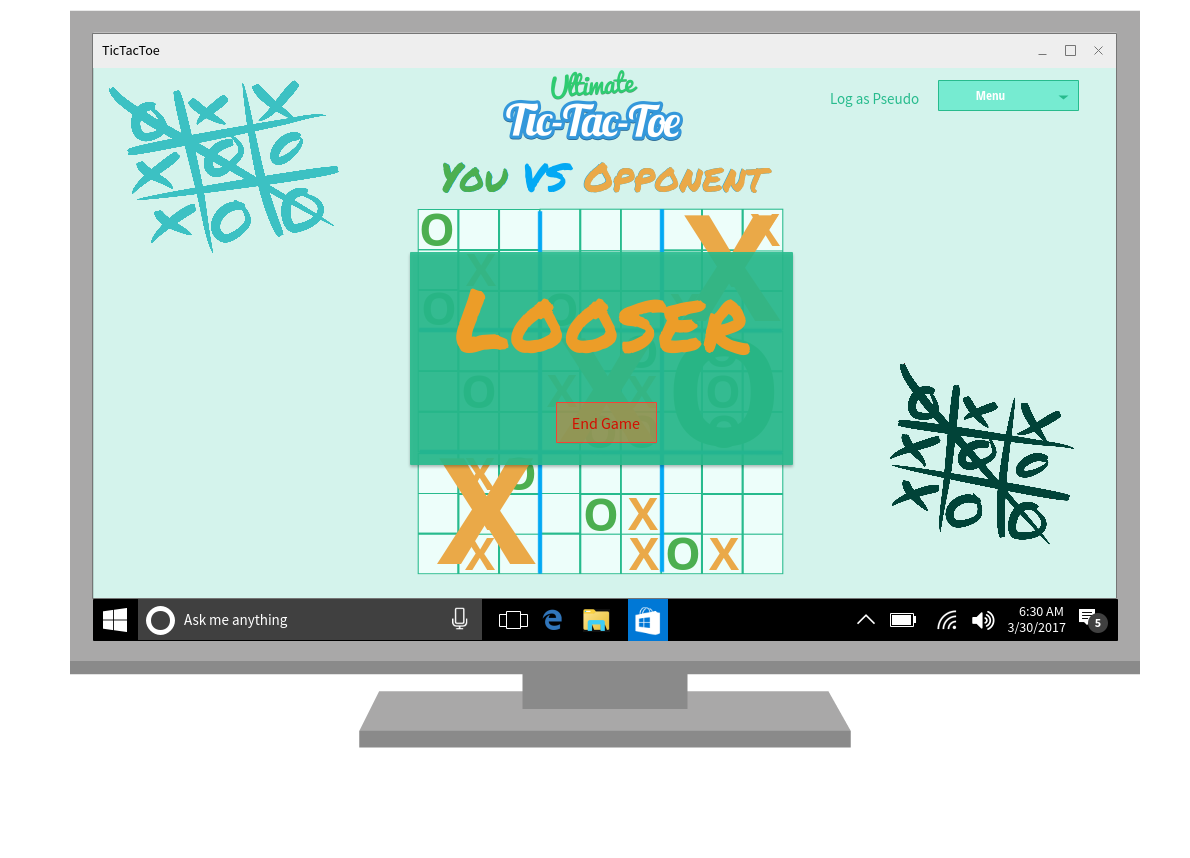 TicTacToe
Ultimate
Tic-Tac-Toe
Log as Pseudo
Menu
You VS Opponent
O X X
X
O O
Looser
O
O X X X O O
End Game
X O
X
O X
X X O X
Ask me anything
6:30 AM
3/30/2017
5